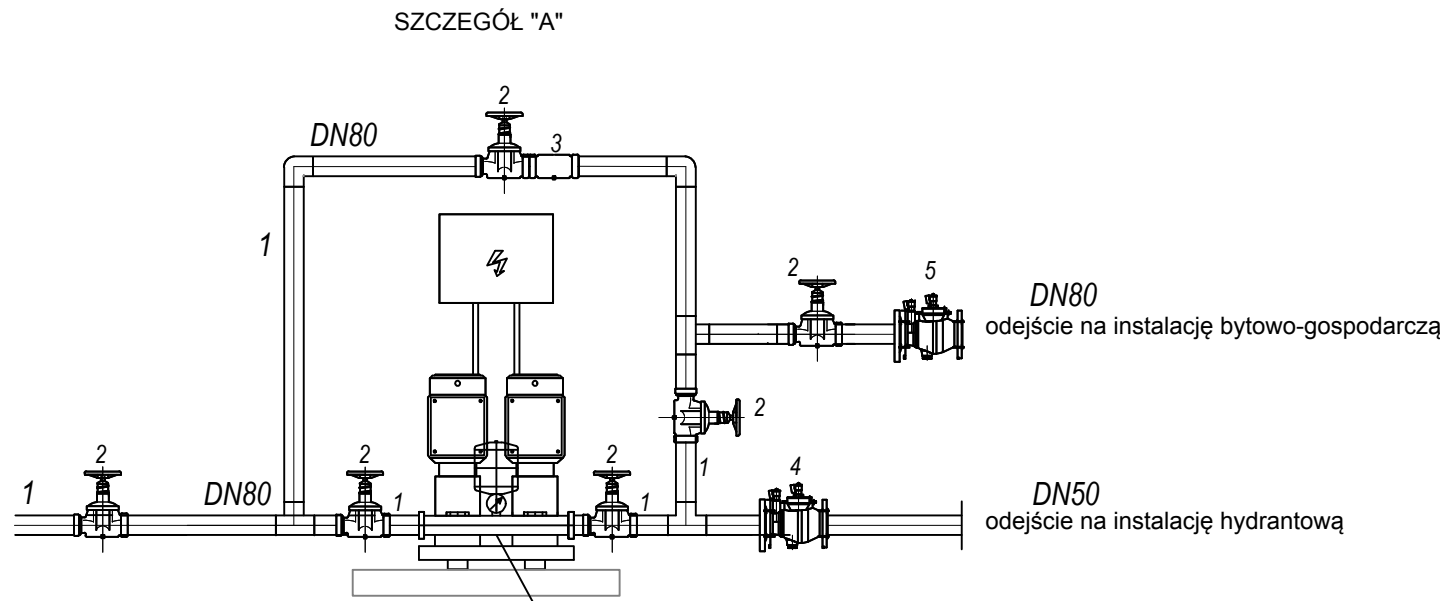 SZCZEGÓŁ "A"
2
DN80
3
1
2
5
DN80
odejście na instalację bytowo-gospodarczą
2
2
2
2
1
DN80
1
1
1
4
DN50
odejście na instalację hydrantową